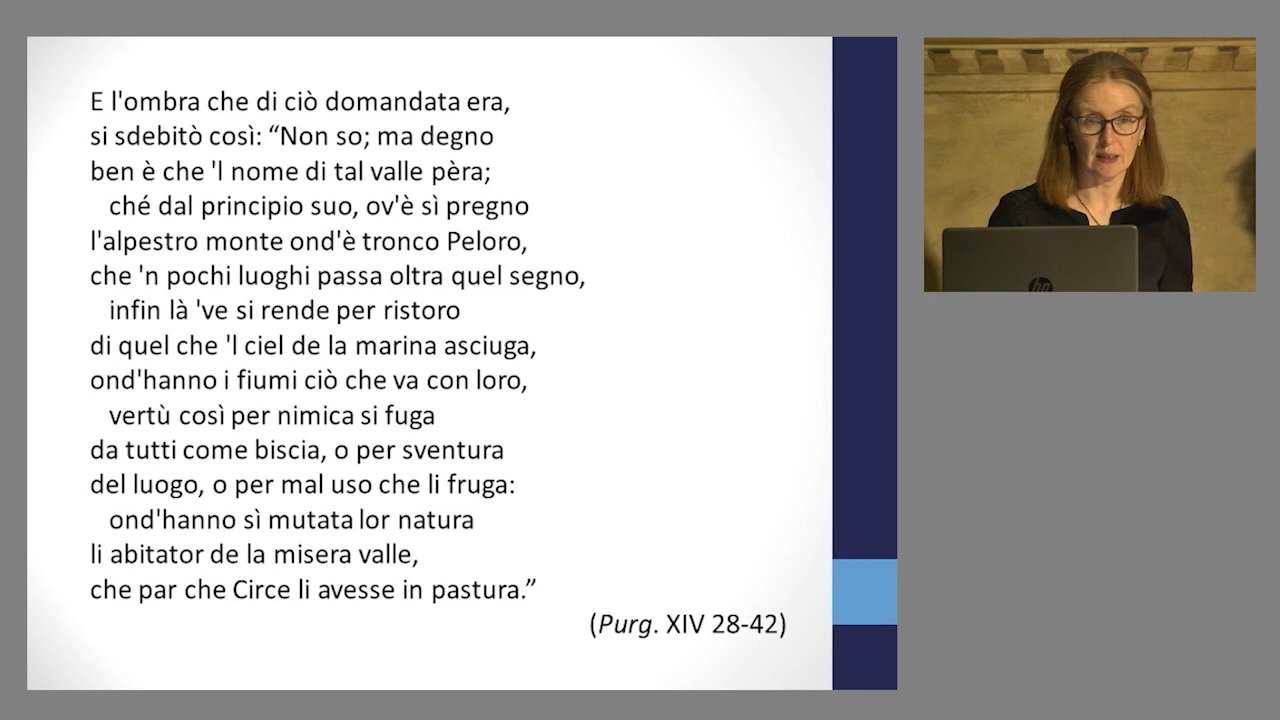 E l'ombra che di ciò domandata era,
si sdebitò così: “Non so; ma degno
ben è che 'l nome di tal valle pèra;
ché dal principio suo, ov'è sì pregno
l'alpestro monte ond'è tronco Peloro,
che 'n pochi luoghi passa oltra quel segno,
infin là 've si rende per ristoro
di quel che 'l ciel de la marina asciuga,
ond'hanno i fiumi ciò che va con loro,
vertù così per nimica si fuga
da tutti come biscia, o per sventura
del luogo, o per mal uso che li fruga:
ond'hanno sì mutata lor natura
li abitator de la misera valle,
che par che Circe li avesse in pastura.”
(Purg. XIV 28-42)
hp